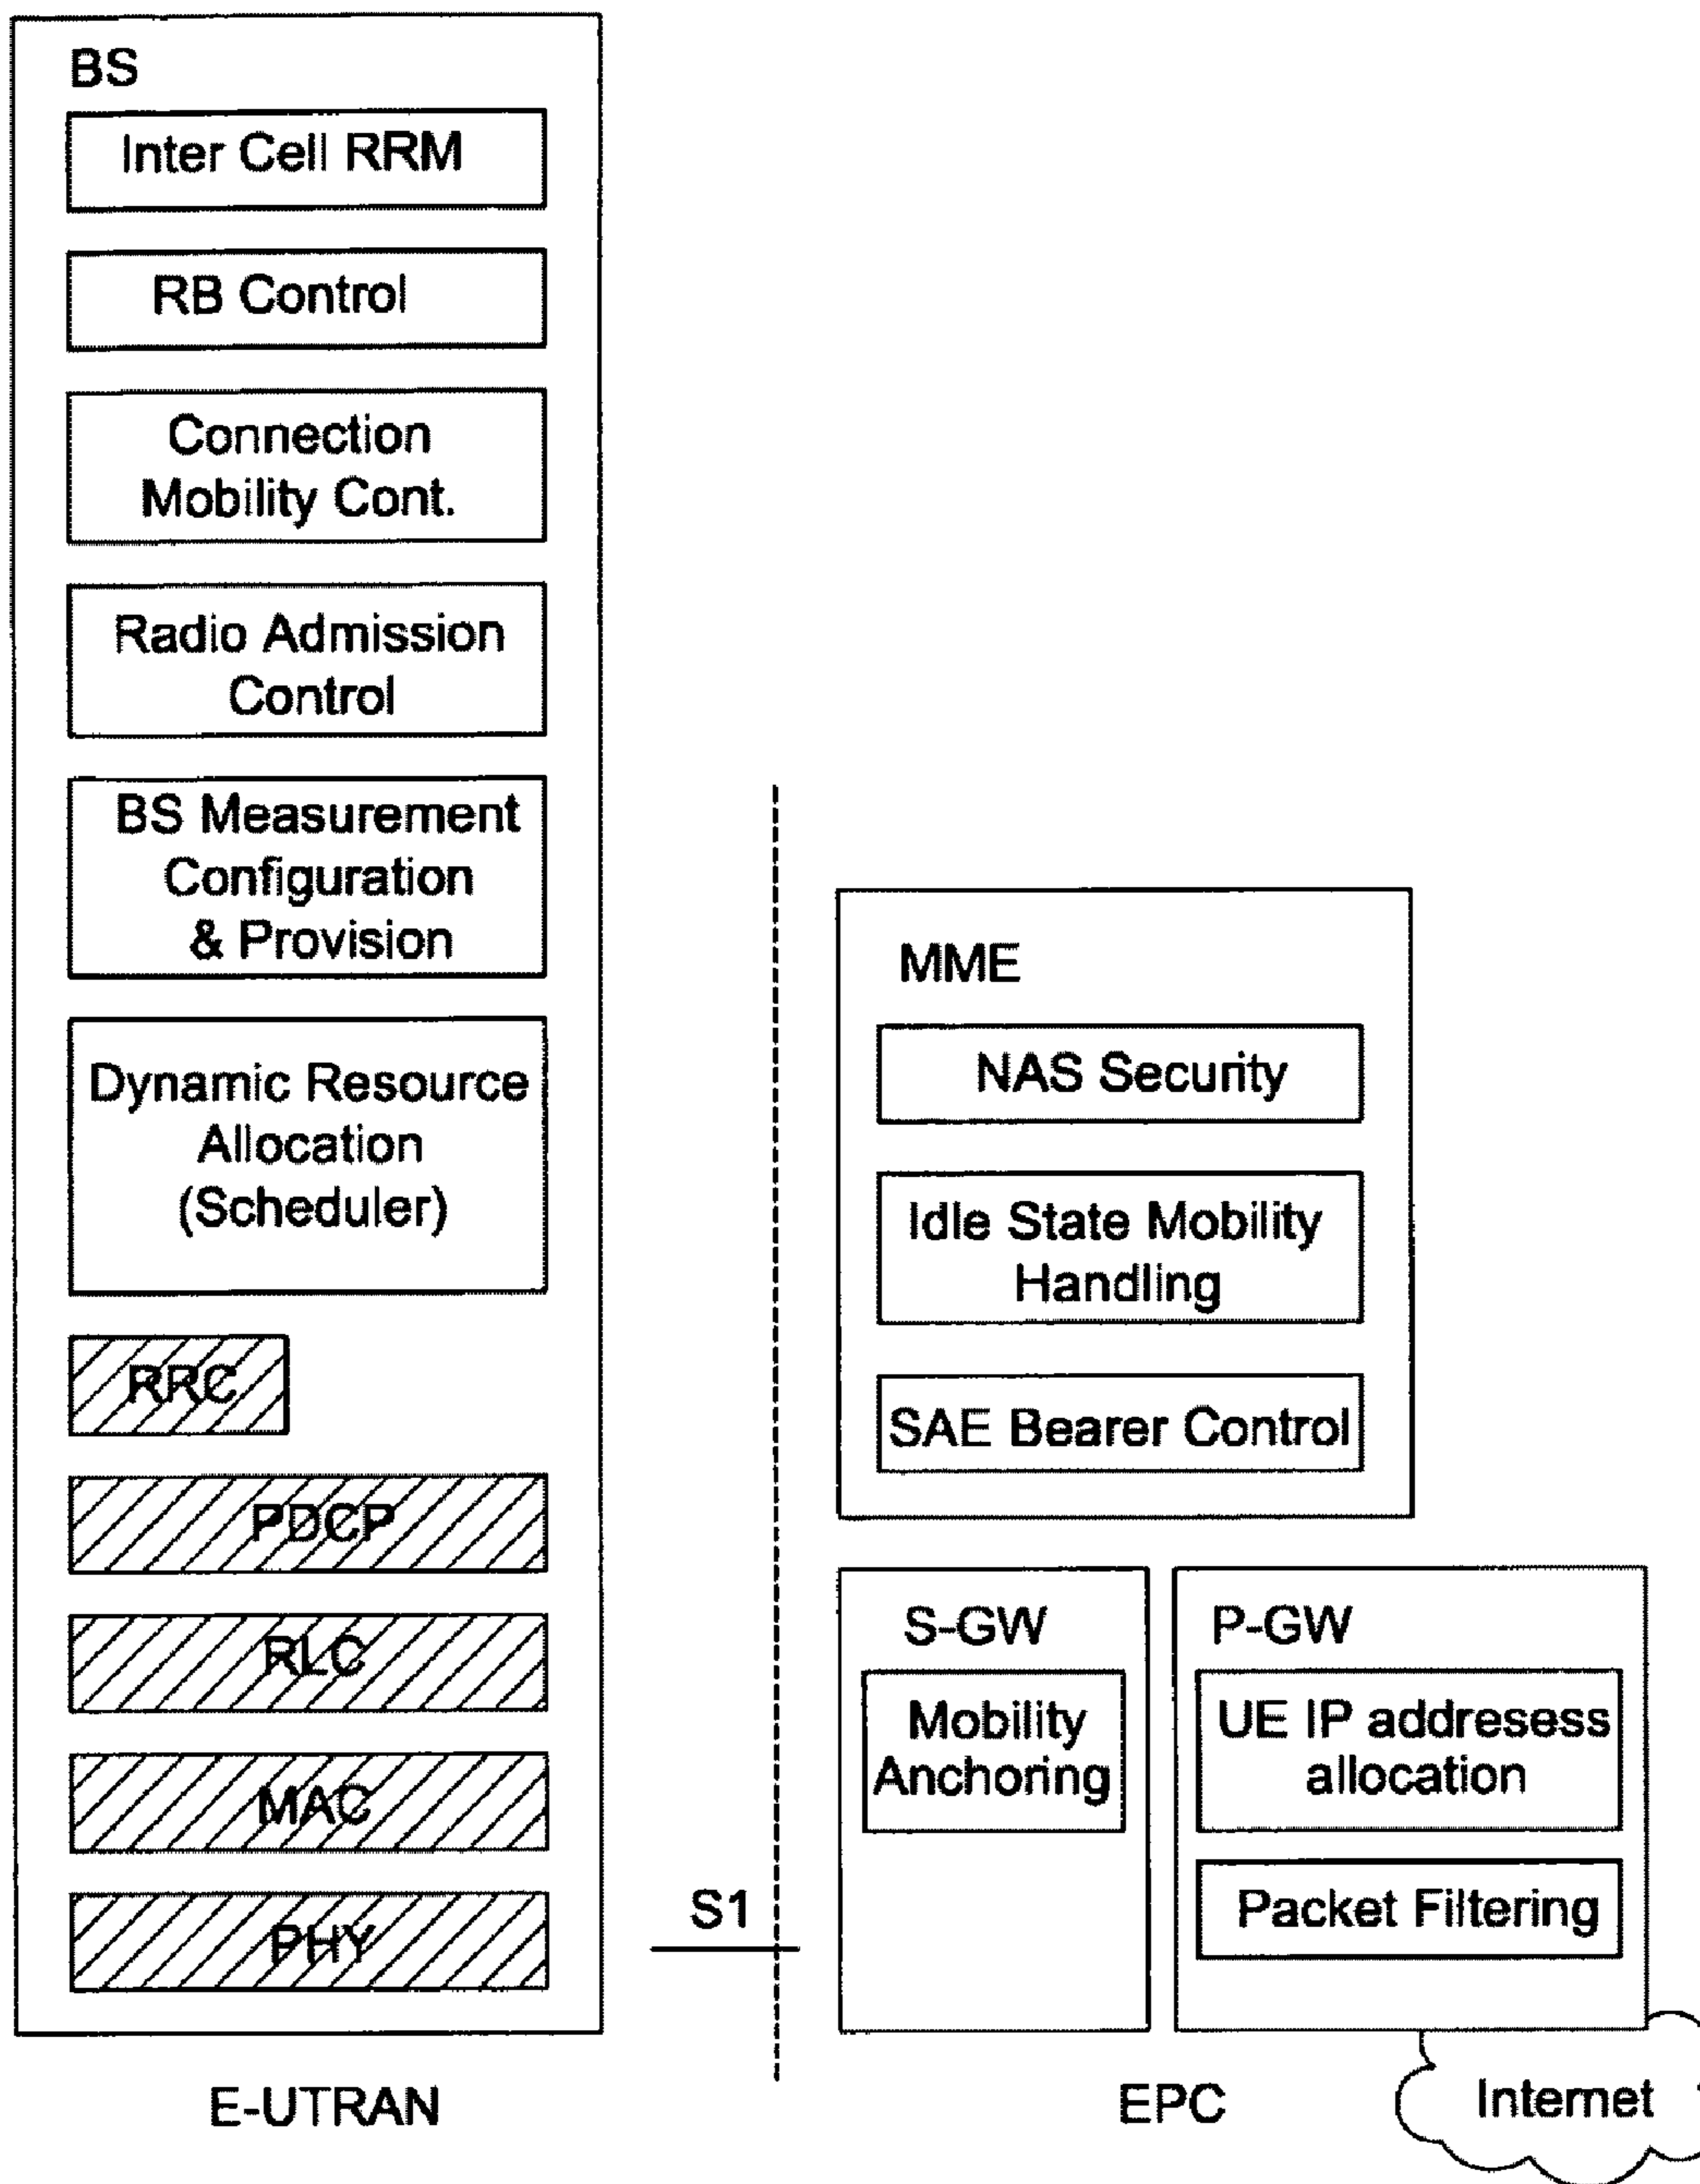 BS
Inter Cell RRM
RB Control
Connection
Mobility Cont.
Radio Admission
Control
BS Measurement
Configuration
& Provision
Dynamic Resource
Allocation
(Scheduler)
RRC
PDCP
RLC
MAC
PHY
E-UTRAN
S1
MME
NAS Security
Idle State Mobility
Handling
SAE Bearer Control
S-GW
Mobility
Anchoring
P-GW
UE IP addresess
allocation
Packet Filtering
EPC
Internet